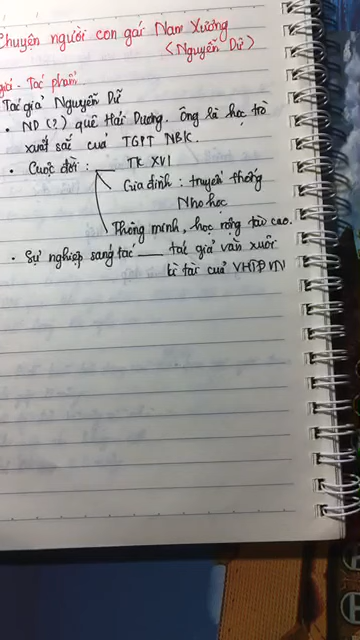 Chuyện người con gái Nam Xương
(Nguyễn Dữ)
giả - Tác phẩm
Tác giả Nguyễn Dữ
• ND (?) quê Hải Dương. Ông là học trò
xuất sắc của TGPT NBK.
• Cuộc đời : TK XVI
Gia đình : truyền thống
Nho học
Thông minh, học rộng tài cao.
• Sự nghiệp sáng tác — tác giả văn xuôi
kì tài của VHTĐVN